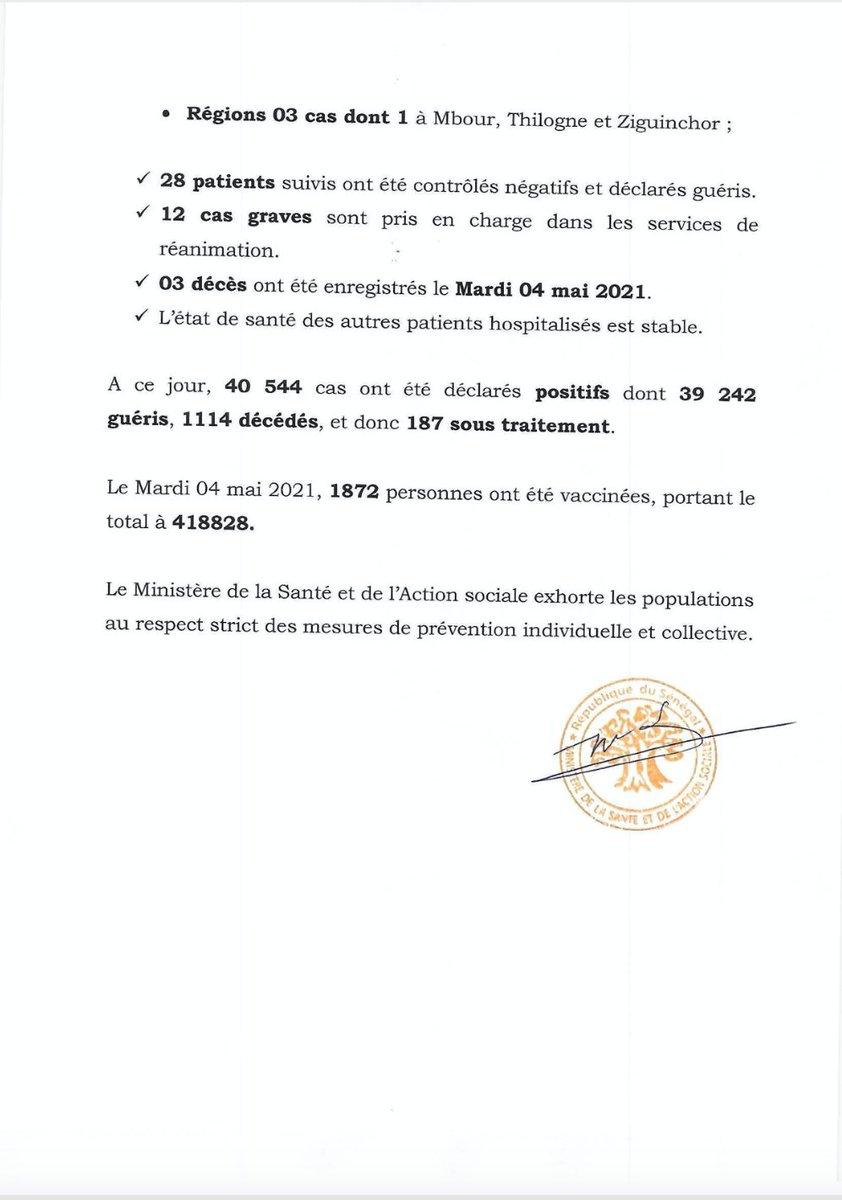 • Régions 03 cas dont 1 à Mbour, Thilogne et Ziguinchor ;
✓ 28 patients suivis ont été contrôlés négatifs et déclarés guéris.
✓ 12 cas graves sont pris en charge dans les services de
réanimation.
✓ 03 décès ont été enregistrés le Mardi 04 mai 2021.
✓ L’état de santé des autres patients hospitalisés est stable.
A ce jour, 40 544 cas ont été déclarés positifs dont 39 242
guéris, 1114 décédés, et donc 187 sous traitement.
Le Mardi 04 mai 2021, 1872 personnes ont été vaccinées, portant le
total à 418828.
Le Ministère de la Santé et de l’Action sociale exhorte les populations
au respect strict des mesures de prévention individuelle et collective.
★ République du Sénégal ★
MINISTERE DE LA SANTE ET DE L'ACTION SOCIALE